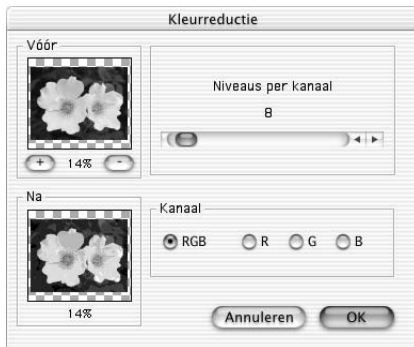 Kleurreductie
Vóór
+ 14% -
Niveaus per kanaal
8
Na
14%
Kanaal
RGB R G B
Annuleren OK